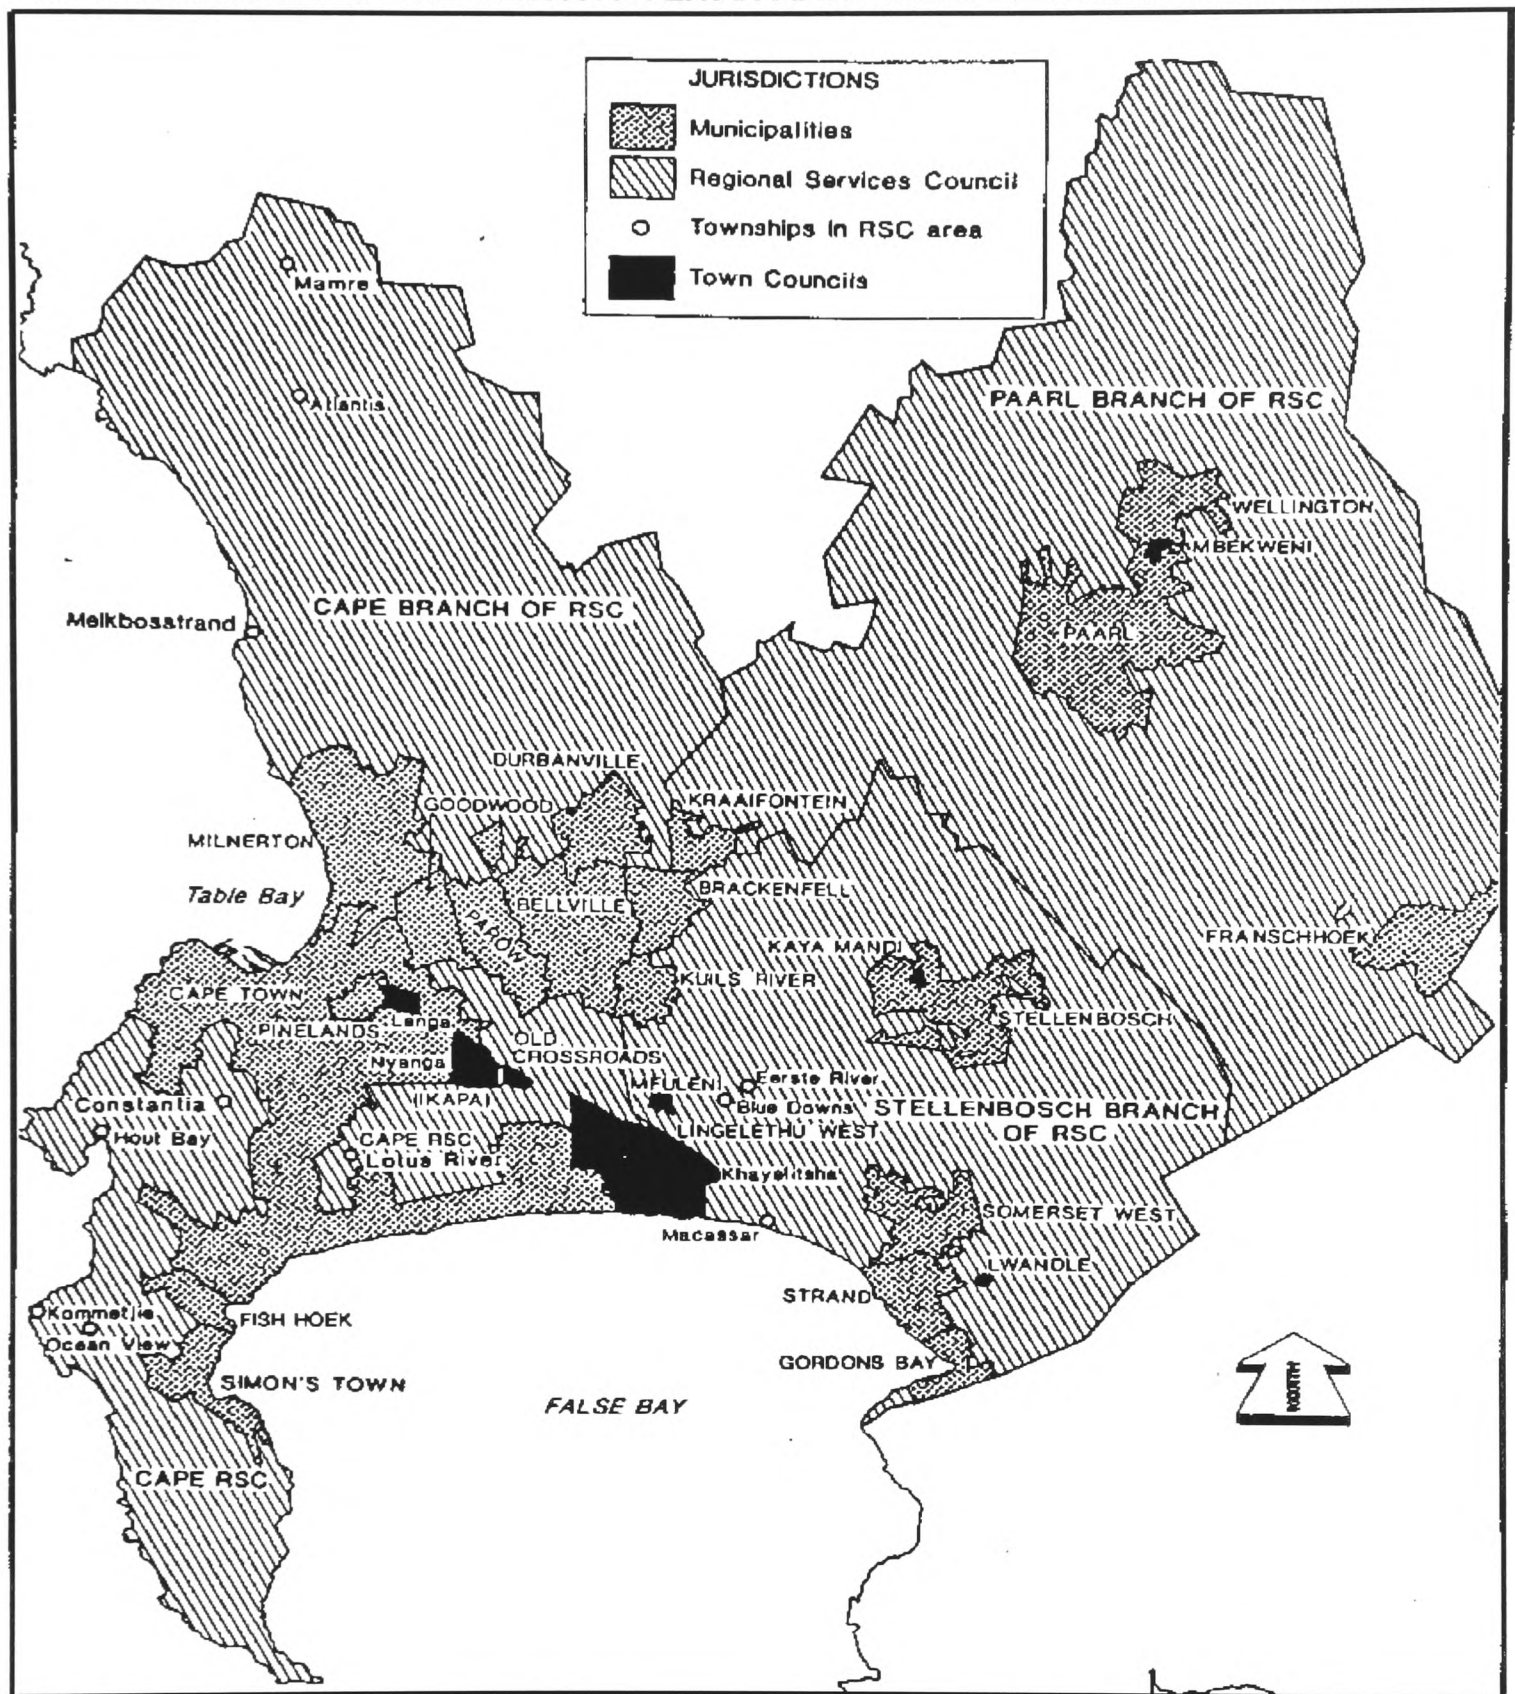 JURISDICTIONS
Municipalities
Regional Services Council
Townships in RSC area
Town Councils
Mamre
Atlantis
PAARL BRANCH OF RSC
WELLINGTON
MBEKWENI
PAARL
CAPE BRANCH OF RSC
Melkbosstrand
DURBANVILLE
GOODWOOD
KRAAIFONTEIN
MILNERTON
Table Bay
BELLVILLE
BRACKENFELL
PAROW
KAYA MANDI
FRANSCHHOEK
KUILS RIVER
CAPE TOWN
PINELANDS
Langa
STELLENBOSCH
OLD
CROSSROADS
Nyanga
(IKAPA)
MFULENI
Eerste River
Blue Downs
STELLENBOSCH BRANCH
OF RSC
Constantia
Hout Bay
LINGELETHU WEST
CAPE RSC
Lotus River
Khayelitsha
SOMERSET WEST
Macassar
LWANDLE
STRAND
Kommetjie
FISH HOEK
Ocean View
GORDONS BAY
SIMON'S TOWN
FALSE BAY
NORTH
CAPE RSC